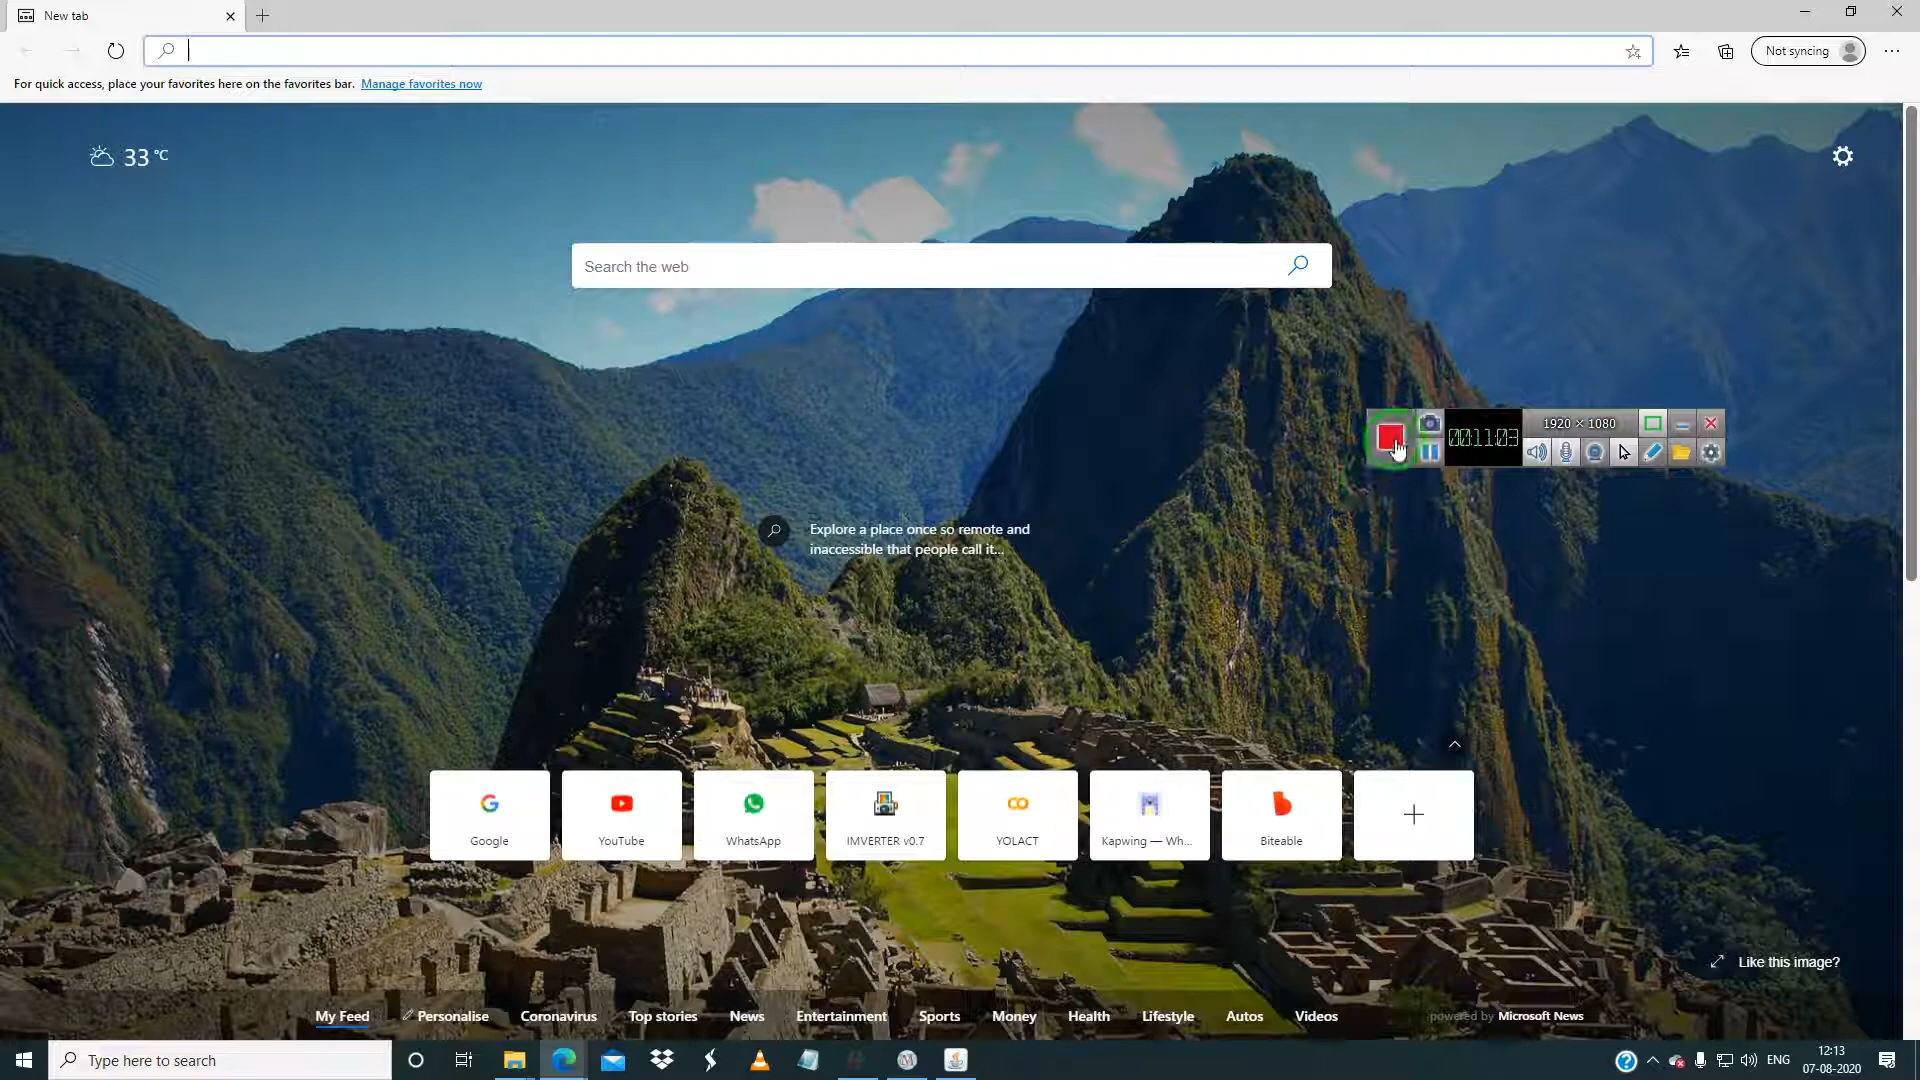 New tab
Not syncing
For quick access, place your favorites here on the favorites bar. Manage favorites now
33 °C
Search the web
1920 × 1080
00:11:03
Explore a place once so remote and
inaccessible that people call it...
Google
YouTube
WhatsApp
IMVERTER v0.7
YOLACT
Kapwing — Wh...
Biteable
Like this image?
My Feed
Personalise
Coronavirus
Top stories
News
Entertainment
Sports
Money
Health
Lifestyle
Autos
Videos
powered by Microsoft News
Type here to search
ENG
12:13
07-08-2020